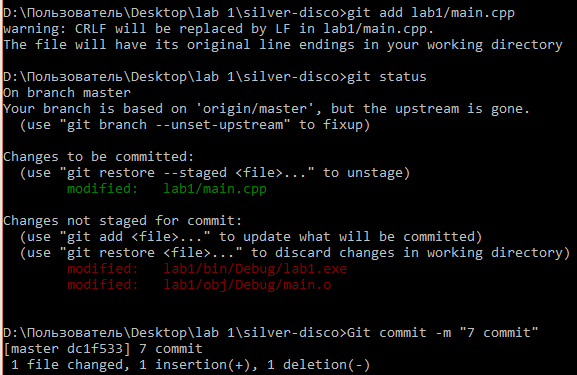 D:\Пользователь\Desktop\lab 1\silver-disco>git add lab1/main.cpp
warning: CRLF will be replaced by LF in lab1/main.cpp.
The file will have its original line endings in your working directory
D:\Пользователь\Desktop\lab 1\silver-disco>git status
On branch master
Your branch is based on 'origin/master', but the upstream is gone.
  (use "git branch --unset-upstream" to fixup)
Changes to be committed:
  (use "git restore --staged <file>..." to unstage)
        modified:   lab1/main.cpp
Changes not staged for commit:
  (use "git add <file>..." to update what will be committed)
  (use "git restore <file>..." to discard changes in working directory)
        modified:   lab1/bin/Debug/lab1.exe
        modified:   lab1/obj/Debug/main.o
D:\Пользователь\Desktop\lab 1\silver-disco>Git commit -m "7 commit"
[master dc1f533] 7 commit
 1 file changed, 1 insertion(+), 1 deletion(-)